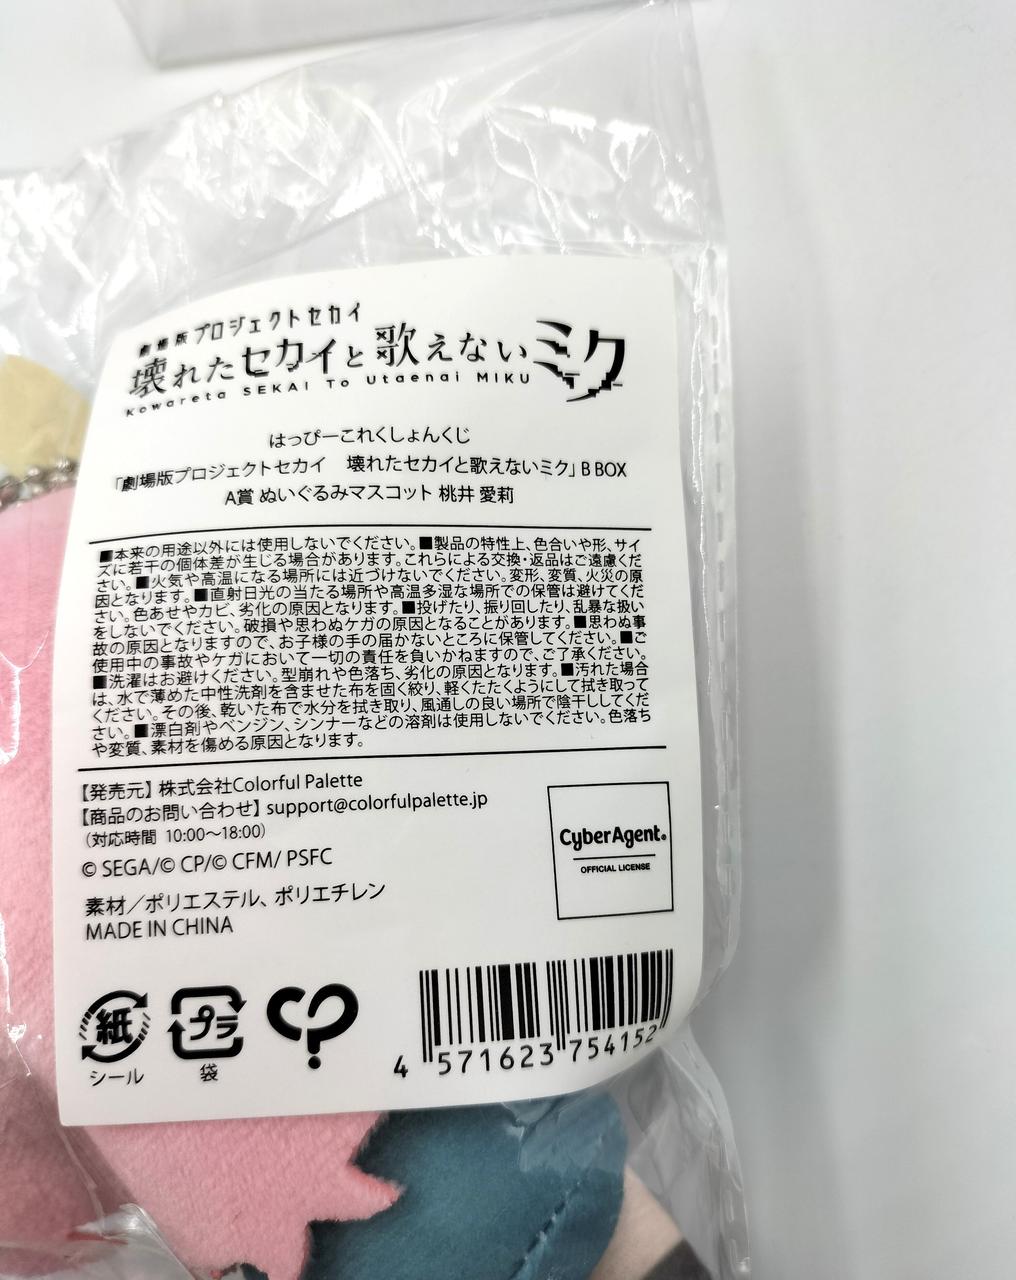 劇場版プロジェクトセカイ
壊れたセカイと歌えないミク
Kowareta SEKAI To Utaenai MIKU
はっぴーこれくしょんくじ
「劇場版プロジェクトセカイ 壊れたセカイと歌えないミク」B BOX
A賞 ぬいぐるみマスコット 桃井 愛莉
■本来の用途以外には使用しないでください。■製品の特性上、色合いや形、サイ
ズに若干の個体差が生じる場合があります。これらによる交換・返品はご遠慮くだ
さい。■火気や高温になる場所には近づけないでください。変形、変質、火災の原
因となります。■直射日光の当たる場所や高温多湿な場所での保管は避けてくだ
さい。色あせやカビ、劣化の原因となります。■投げたり、振り回したり、乱暴な扱い
をしないでください。破損や思わぬケガの原因となることがあります。■思わぬ事
故の原因となりますので、お子様の手の届かないところに保管してください。■ご
使用中の事故やケガにおいて一切の責任を負いかねますので、ご了承ください。
■洗濯はお避けください。型崩れや色落ち、劣化の原因となります。■汚れた場合
は、水で薄めた中性洗剤を含ませた布を固く絞り、軽くたたくようにして拭き取って
ください。その後、乾いた布で水分を拭き取り、風通しの良い場所で陰干ししてくだ
さい。■漂白剤やベンジン、シンナーなどの溶剤は使用しないでください。色落ち
や変質、素材を傷める原因となります。
【発売元】株式会社Colorful Palette
【商品のお問い合わせ】support@colorfulpalette.jp
(対応時間 10:00～18:00)
© SEGA/© CP/© CFM/ PSFC
素材／ポリエステル、ポリエチレン
MADE IN CHINA
CyberAgent®
OFFICIAL LICENSE
紙
シール
プラ
袋
4 571623 754152